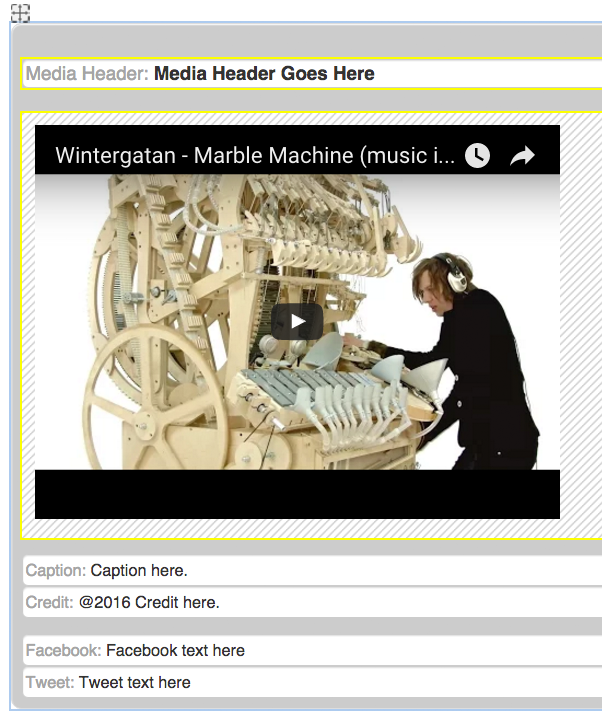 Media Header: Media Header Goes Here
Wintergatan - Marble Machine (music i...
Caption: Caption here.
Credit: @2016 Credit here.
Facebook: Facebook text here
Tweet: Tweet text here